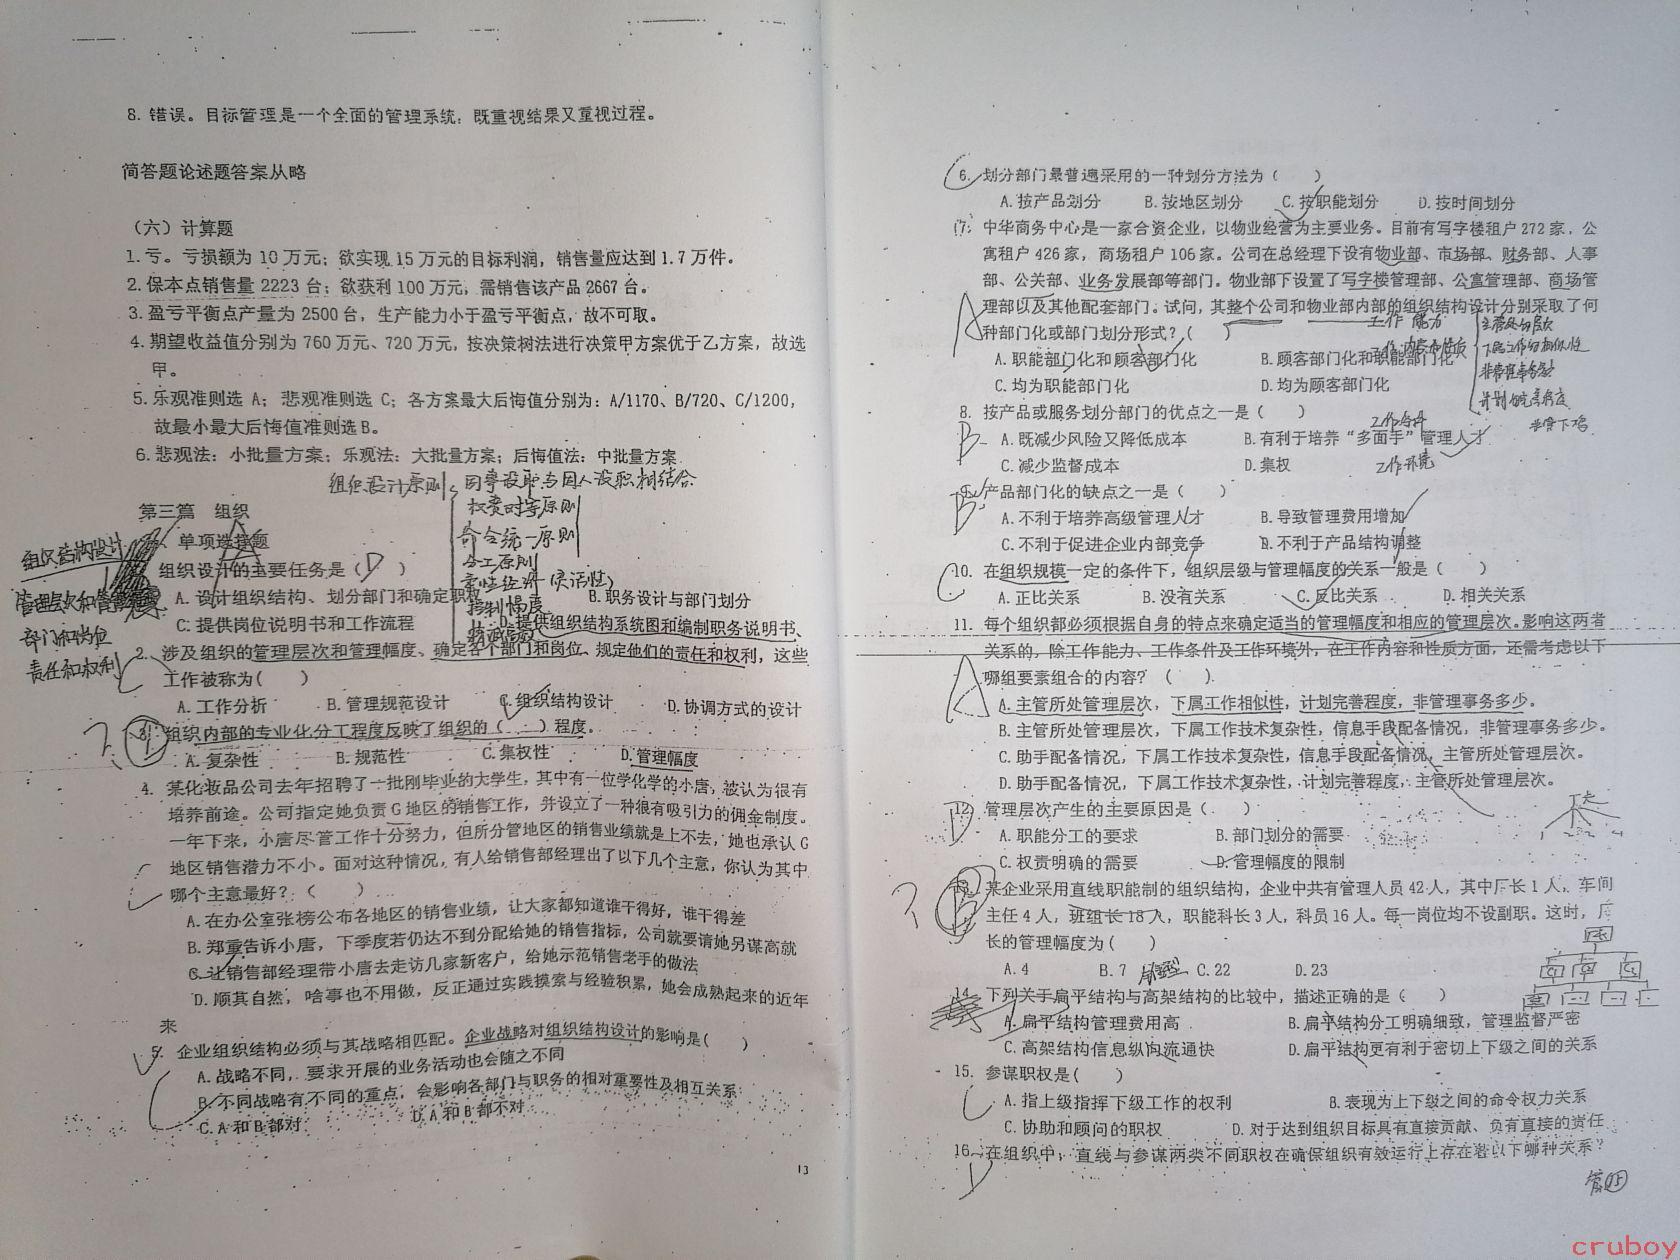 8. 错误。目标管理是一个全面的管理系统；既重视结果又重视过程。
简答题论述题答案从略
（六）计算题
1. 亏。亏损额为 10 万元；欲实现 15 万元的目标利润，销售量应达到 1.7 万件。
2. 保本点销售量 2223 台；欲获利 100 万元，需销售该产品 2667 台。
3. 盈亏平衡点产量为 2500 台，生产能力小于盈亏平衡点，故不可取。
4. 期望收益值分别为 760 万元、720 万元，按决策树法进行决策甲方案优于乙方案，故选
甲。
5. 乐观准则选 A；悲观准则选 C；各方案最大后悔值分别为：A/1170、B/720、C/1200，
故最小最大后悔值准则选B。
6. 悲观法：小批量方案；乐观法：大批量方案；后悔值法：中批量方案
组织设计原则
因事设职与因人设职相结合
权责对等原则
命令统一原则
第三篇 组织
单项选择题
组织结构设计
分工原则
组织设计的主要任务是（D）
A. 设计组织结构、划分部门和确定职权
B. 职务设计与部门划分
管理层次和管理
控制幅度
C. 提供岗位说明书和工作流程
D. 提供组织结构系统图和编制职务说明书、
部门和岗位
责任和权利
2. 涉及组织的管理层次和管理幅度、确定各个部门和岗位、规定他们的责任和权利，这些
工作被称为（ ）
A. 工作分析 B. 管理规范设计 C. 组织结构设计 D. 协调方式的设计
3. 组织内部的专业化分工程度反映了组织的（ ）程度。
A. 复杂性 B. 规范性 C. 集权性 D. 管理幅度
4. 某化妆品公司去年招聘了一批刚毕业的大学生，其中有一位学化学的小唐，被认为很有
培养前途。公司指定她负责 G 地区的销售工作，并设立了一种很有吸引力的佣金制度。
一年下来，小唐尽管工作十分努力，但所分管地区的销售业绩就是上不去，她也承认 G
地区销售潜力不小。面对这种情况，有人给销售部经理出了以下几个主意，你认为其中
哪个主意最好？（ ）
A. 在办公室张榜公布各地区的销售业绩，让大家都知道谁干得好，谁干得差
B. 郑重告诉小唐，下季度若仍达不到分配给她的销售指标，公司就要请她另谋高就
C. 让销售部经理带小唐去走访几家新客户，给她示范销售老手的做法
D. 顺其自然，啥事也不用做，反正通过实践摸索与经验积累，她会成熟起来的近年
来
5. 企业组织结构必须与其战略相匹配。企业战略对组织结构设计的影响是（ ）
A. 战略不同，要求开展的业务活动也会随之不同
B. 不同战略有不同的重点，会影响各部门与职务的相对重要性及相互关系
C. A 和 B 都对 D. A 和 B 都不对
13
C 6. 划分部门最普遍采用的一种划分方法为（ ）
A. 按产品划分 B. 按地区划分 C. 按职能划分 D. 按时间划分
7. 中华商务中心是一家合资企业，以物业经营为主要业务。目前有写字楼租户 272 家，公
寓租户 426 家，商场租户 106 家。公司在总经理下设有物业部、市场部、财务部、人事
部、公关部、业务发展部等部门。物业部下设置了写字楼管理部、公寓管理部、商场管
理部以及其他配套部门。试问，其整个公司和物业部内部的组织结构设计分别采取了何
A 种部门化或部门划分形式？（ ）
工作 能力
主管处的层次
下属工作的相似性
非管理事务多少
计划的完善程度
工作内容和性质
A. 职能部门化和顾客部门化 B. 顾客部门化和职能部门化
C. 均为职能部门化 D. 均为顾客部门化
8. 按产品或服务划分部门的优点之一是（ ）
工作条件
B A. 既减少风险又降低成本 B. 有利于培养“多面手”管理人才
C. 减少监督成本 D. 集权
工作环境
9. 产品部门化的缺点之一是（ ）
B A. 不利于培养高级管理人才 B. 导致管理费用增加
C. 不利于促进企业内部竞争 D. 不利于产品结构调整
C 10. 在组织规模一定的条件下，组织层级与管理幅度的关系一般是（ ）
A. 正比关系 B. 没有关系 C. 反比关系 D. 相关关系
11. 每个组织都必须根据自身的特点来确定适当的管理幅度和相应的管理层次。影响这两者
关系的，除工作能力、工作条件及工作环境外，在工作内容和性质方面，还需考虑以下
哪组要素组合的内容？（ ）.
A A. 主管所处管理层次，下属工作相似性，计划完善程度，非管理事务多少。
B. 主管所处管理层次，下属工作技术复杂性，信息手段配备情况，非管理事务多少。
C. 助手配备情况，下属工作技术复杂性，信息手段配备情况，主管所处管理层次。
D. 助手配备情况，下属工作技术复杂性，计划完善程度，主管所处管理层次。
D 12. 管理层次产生的主要原因是（ ）
A. 职能分工的要求 B. 部门划分的需要
C. 权责明确的需要 D. 管理幅度的限制
13. 某企业采用直线职能制的组织结构，企业中共有管理人员 42 人，其中厂长 1 人，车间
主任 4 人，班组长 18 人，职能科长 3 人，科员 16 人。每一岗位均不设副职。这时，厂
长的管理幅度为（ ）
A. 4 B. 7 C. 22 D. 23
14. 下列关于扁平结构与高架结构的比较中，描述正确的是（ ）
A. 扁平结构管理费用高 B. 扁平结构分工明确细致，管理监督严密
C. 高架结构信息纵向流通快 D. 扁平结构更有利于密切上下级之间的关系
15. 参谋职权是（ ）
C A. 指上级指挥下级工作的权利 B. 表现为上下级之间的命令权力关系
C. 协助和顾问的职权 D. 对于达到组织目标具有直接贡献、负有直接的责任
16. 在组织中，直线与参谋两类不同职权在确保组织有效运行上存在着以下哪种关系？
D
cruboy